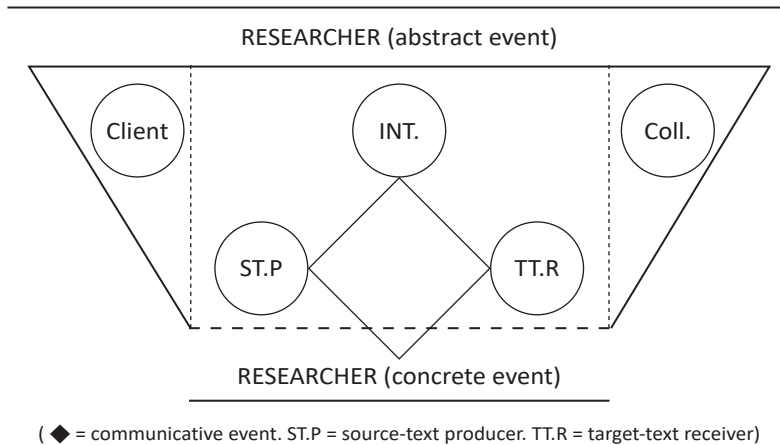 RESEARCHER (abstract event)
Client
INT.
Coll.
ST.P
TT.R
RESEARCHER (concrete event)
( ◆ = communicative event. ST.P = source-text producer. TT.R = target-text receiver)